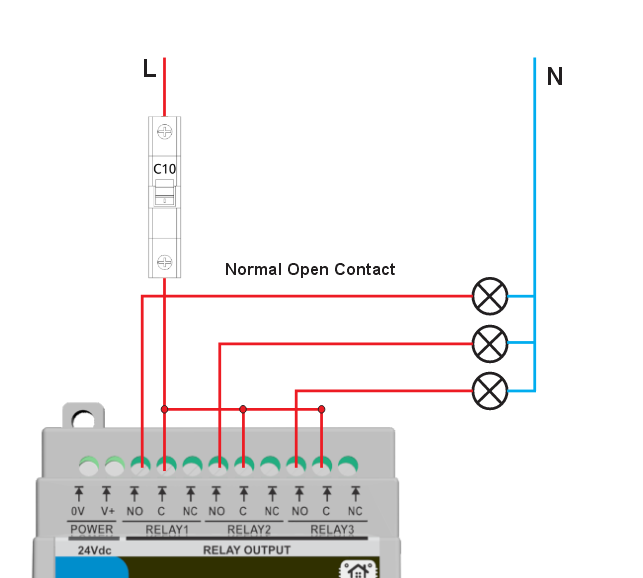 L
N
C10
Normal Open Contact
0V V+ NO C NC NO C NC NO C NC
POWER RELAY1 RELAY2 RELAY3
24Vdc RELAY OUTPUT